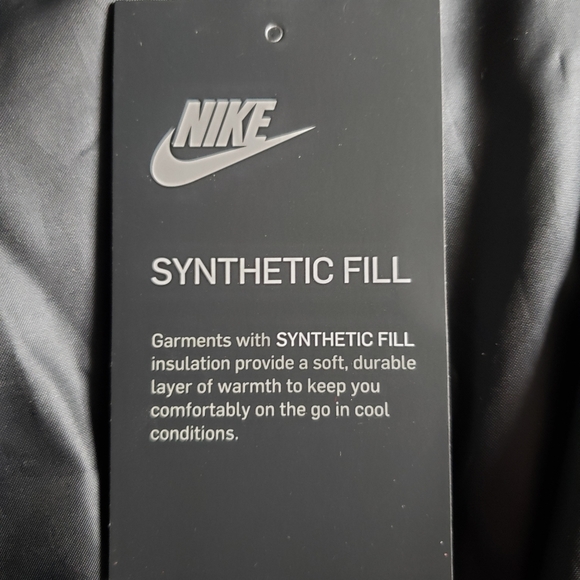 NIKE
SYNTHETIC FILL
Garments with SYNTHETIC FILL
insulation provide a soft, durable
layer of warmth to keep you
comfortably on the go in cool
conditions.